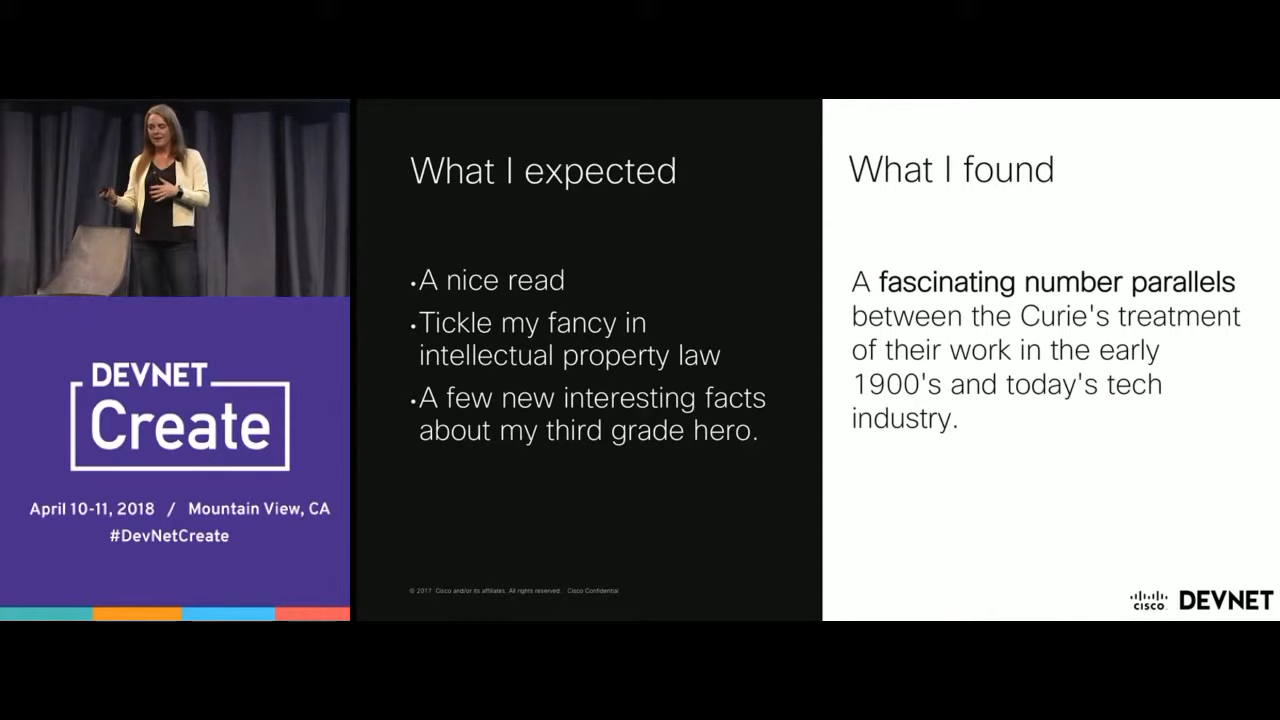 What I expected
•A nice read
•Tickle my fancy in
intellectual property law
•A few new interesting facts
about my third grade hero.
© 2017 Cisco and/or its affiliates. All rights reserved. Cisco Confidential
What I found
A fascinating number parallels
between the Curie's treatment
of their work in the early
1900's and today's tech
industry.
CISCO DEVNET
DEVNET
Create
April 10-11, 2018 / Mountain View, CA
#DevNetCreate